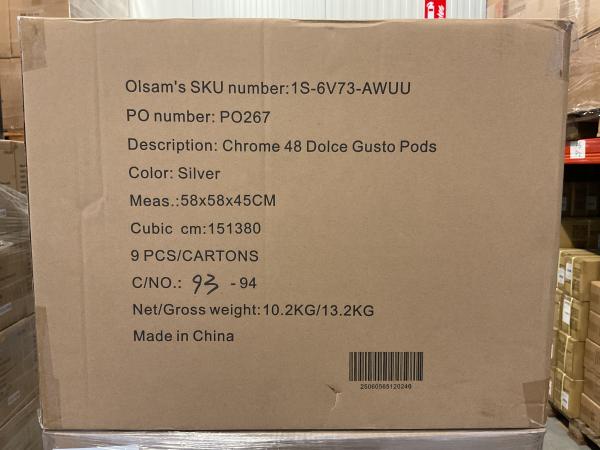 Olsam's SKU number:1S-6V73-AWUU
PO number: PO267
Description: Chrome 48 Dolce Gusto Pods
Color: Silver
Meas.:58x58x45CM
Cubic cm:151380
9 PCS/CARTONS
C/NO.: 93 - 94
Net/Gross weight:10.2KG/13.2KG
Made in China
25060565120246